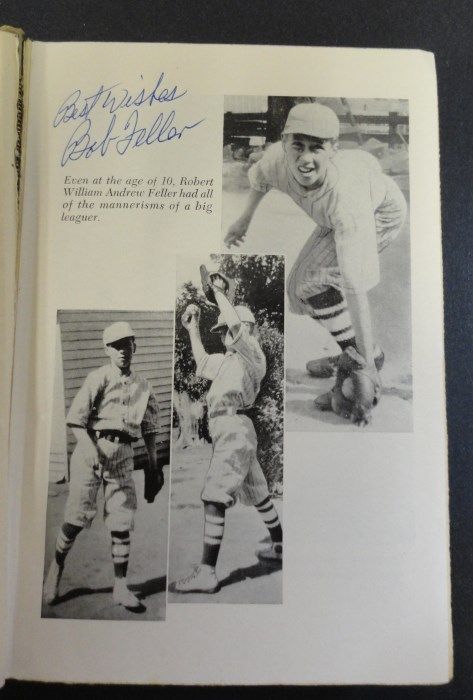 Best Wishes
Bob Feller
Even at the age of 10, Robert
William Andrew Feller had all
of the mannerisms of a big
leaguer.